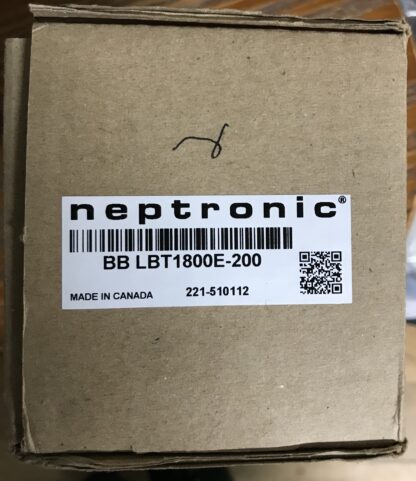 neptronic®
BB LBT1800E-200
MADE IN CANADA 221-510112